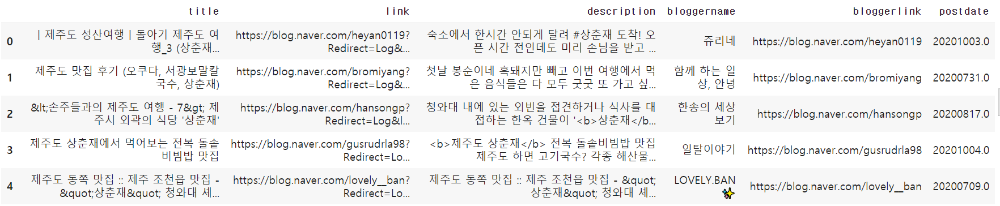 title link description bloggername bloggerlink postdate
0
| 제주도 성산여행 | 돌아기 제주도 여
행_3 (상춘재...
https://blog.naver.com/heyan0119?
Redirect=Log&...
숙소에서 한시간 안되게 달려 #상춘재 도착! 오
픈 시간 전인데도 미리 손님을 받고 ...
쥬리네
https://blog.naver.com/heyan0119
20201003.0
1
제주도 맛집 후기 (오쿠다, 서광보말칼
국수, 상춘재)
https://blog.naver.com/bromiyang?
Redirect=Log&...
첫날 봉순이네 흑돼지만 빼고 이번 여행에서 먹
은 음식들은 다 모두 굿굿 또 가고 싶...
함께 하는 일
상, 안녕
https://blog.naver.com/bromiyang
20200731.0
2
&lt;손주들과의 제주도 여행 - 7&gt; 제
주시 외곽의 식당 '상춘재'
https://blog.naver.com/hansongp?
Redirect=Log&l...
청와대 내에 있는 외빈을 접견하거나 식사를 대
접하는 한옥 건물이 '<b>상춘재</b...
한송의 세상
보기
https://blog.naver.com/hansongp
20200817.0
3
제주도 상춘재에서 먹어보는 전복 돌솥
비빔밥 맛집
https://blog.naver.com/gusrudrla98?
Redirect=Lo...
<b>제주도 상춘재</b> 전복 돌솥비빔밥 맛집
제주도 하면 고기국수? 각종 해산물...
일탈이야기
https://blog.naver.com/gusrudrla98
20201004.0
4
제주도 동쪽 맛집 :: 제주 조천읍 맛집 -
&quot;상춘재&quot; 청와대 셰...
https://blog.naver.com/lovely__ban?
Redirect=Lo...
제주도 동쪽 맛집 :: 제주 조천읍 맛집 - &quot;
상춘재&quot; 청와대 셰...
LOVELY.BAN
✨
https://blog.naver.com/lovely__ban
20200709.0